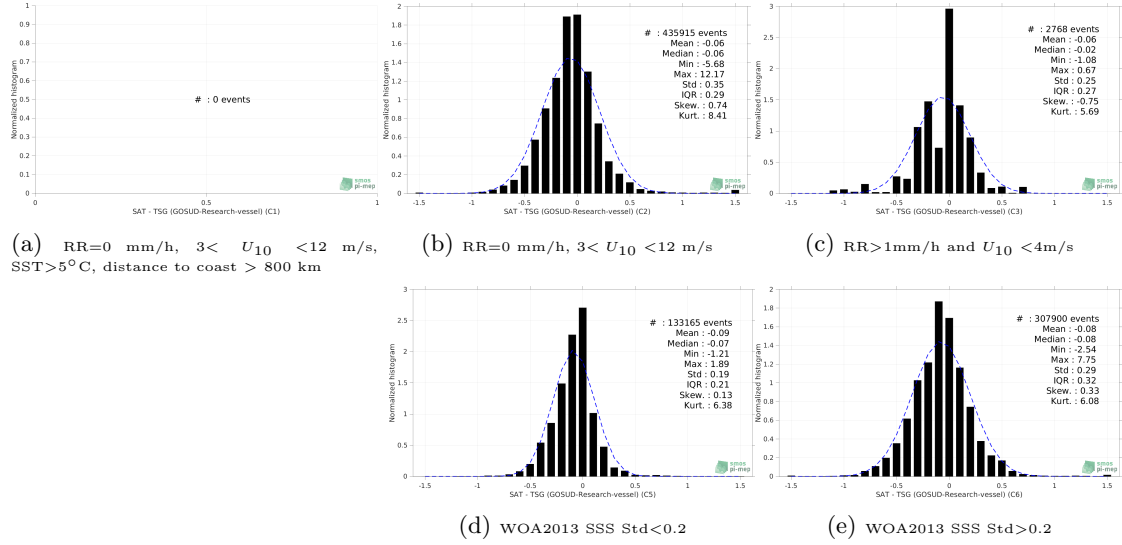 Normalized histogram
1
0.9
0.8
0.7
0.6
0.5
0.4
0.3
0.2
0.1
0
0
0.5
1
# : 0 events
smos
pi-mep
SAT - TSG (GOSUD-Research-vessel) (C1)
(a) RR=0 mm/h, 3< U10 <12 m/s,
SST>5°C, distance to coast > 800 km
Normalized histogram
2
1.8
1.6
1.4
1.2
1
0.8
0.6
0.4
0.2
0
-1.5
-1
-0.5
0
0.5
1
1.5
# : 435915 events
Mean : -0.06
Median : -0.06
Min : -5.68
Max : 12.17
Std : 0.35
IQR : 0.29
Skew. : 0.74
Kurt. : 8.41
smos
pi-mep
SAT - TSG (GOSUD-Research-vessel) (C2)
(b) RR=0 mm/h, 3< U10 <12 m/s
Normalized histogram
3
2.5
2
1.5
1
0.5
0
-1.5
-1
-0.5
0
0.5
1
1.5
# : 2768 events
Mean : -0.06
Median : -0.02
Min : -1.08
Max : 0.67
Std : 0.25
IQR : 0.27
Skew. : -0.75
Kurt. : 5.69
smos
pi-mep
SAT - TSG (GOSUD-Research-vessel) (C3)
(c) RR>1mm/h and U10 <4m/s
Normalized histogram
3
2.5
2
1.5
1
0.5
0
-1.5
-1
-0.5
0
0.5
1
1.5
# : 133165 events
Mean : -0.09
Median : -0.07
Min : -1.21
Max : 1.89
Std : 0.19
IQR : 0.21
Skew. : 0.13
Kurt. : 6.38
smos
pi-mep
SAT - TSG (GOSUD-Research-vessel) (C5)
(d) WOA2013 SSS Std<0.2
Normalized histogram
2
1.8
1.6
1.4
1.2
1
0.8
0.6
0.4
0.2
0
-1.5
-1
-0.5
0
0.5
1
1.5
# : 307900 events
Mean : -0.08
Median : -0.08
Min : -2.54
Max : 7.75
Std : 0.29
IQR : 0.32
Skew. : 0.33
Kurt. : 6.08
smos
pi-mep
SAT - TSG (GOSUD-Research-vessel) (C6)
(e) WOA2013 SSS Std>0.2